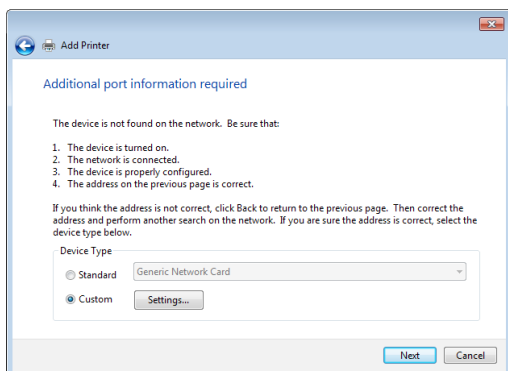 Add Printer
Additional port information required
The device is not found on the network. Be sure that:
1. The device is turned on.
2. The network is connected.
3. The device is properly configured.
4. The address on the previous page is correct.
If you think the address is not correct, click Back to return to the previous page. Then correct the
address and perform another search on the network. If you are sure the address is correct, select the
device type below.
Device Type
Standard
Generic Network Card
Custom
Settings...
Next
Cancel